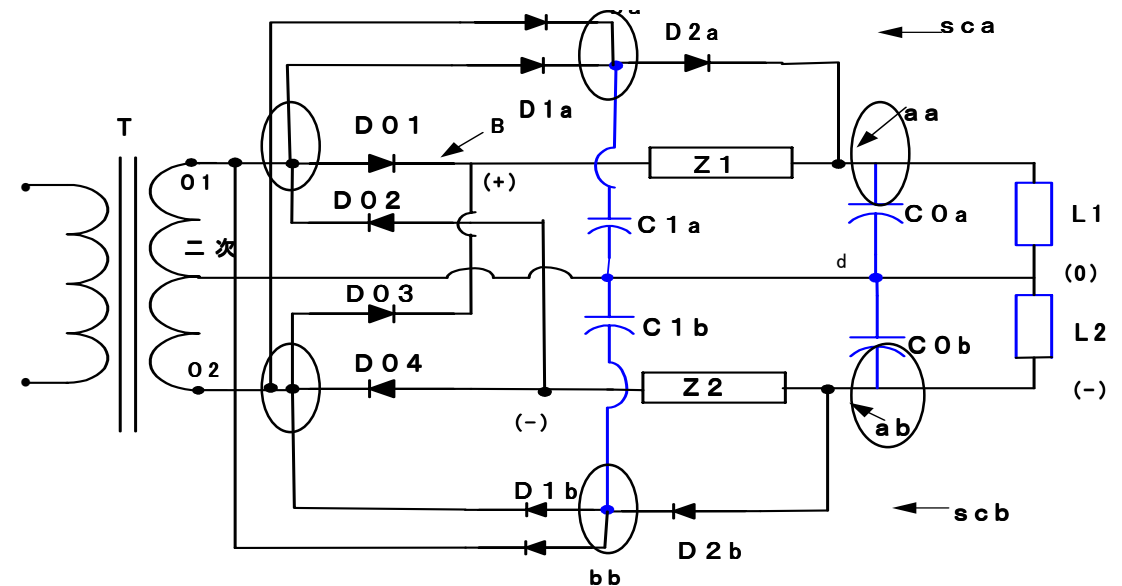 sca
D2a
D1a
aa
T
D01
B
Z1
01
(+)
D02
C0a
L1
C1a
二次
d
(0)
D03
C1b
L2
C0b
D04
02
Z2
(-)
(-)
ab
D1b
scb
D2b
bb